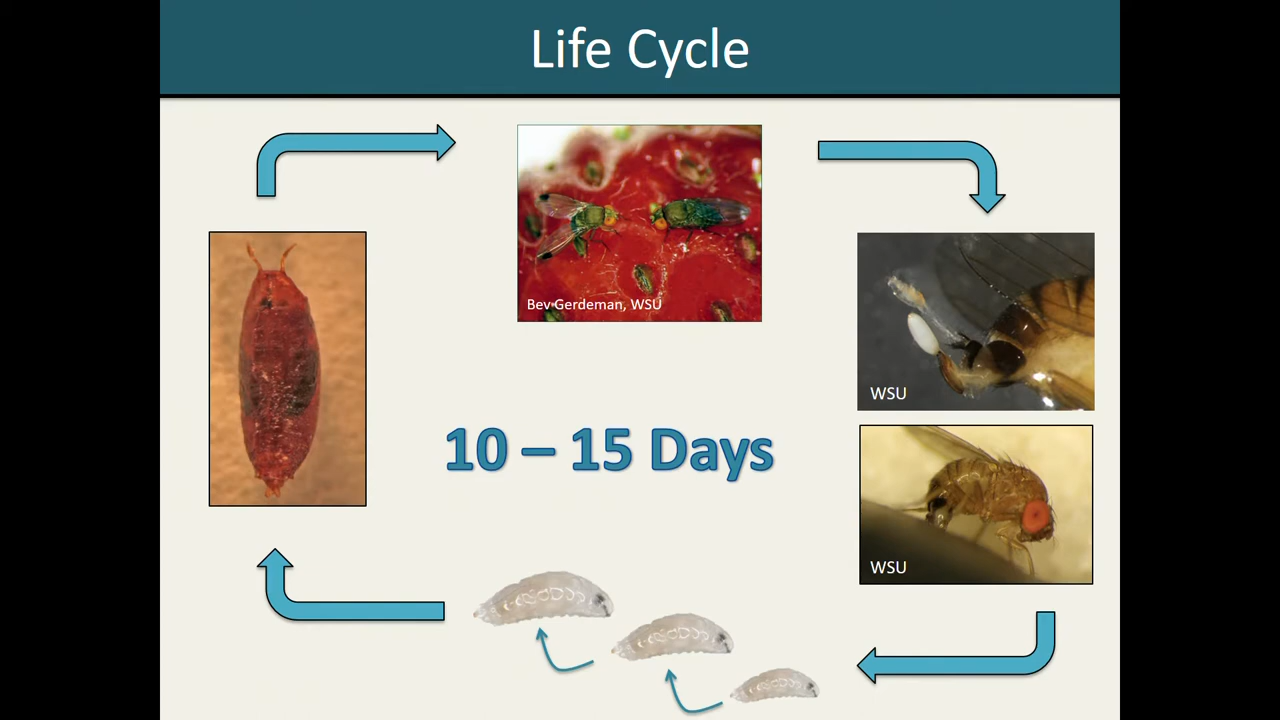 Life Cycle
Bev Gerdeman, WSU
WSU
10 – 15 Days
WSU